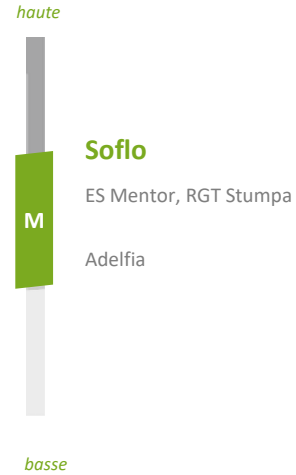 haute
Soflo
ES Mentor, RGT Stumpa
M
Adelfia
basse